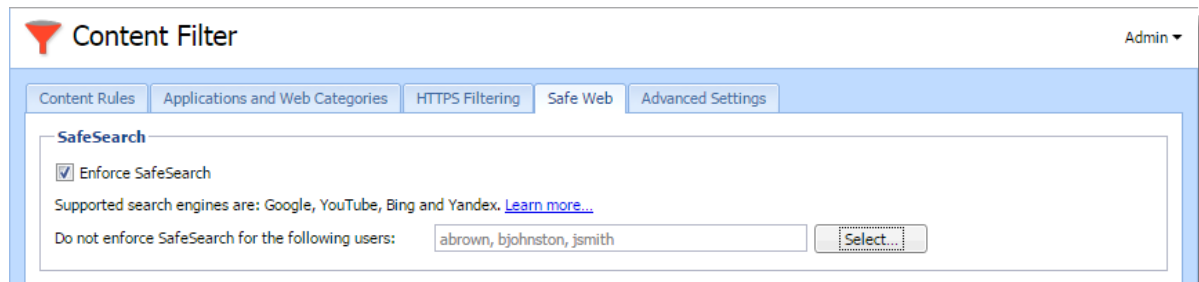 Content Filter
Admin
Content Rules
Applications and Web Categories
HTTPS Filtering
Safe Web
Advanced Settings
SafeSearch
Enforce SafeSearch
Supported search engines are: Google, YouTube, Bing and Yandex. Learn more...
Do not enforce SafeSearch for the following users:
abrown, bjohnston, jsmith
Select...